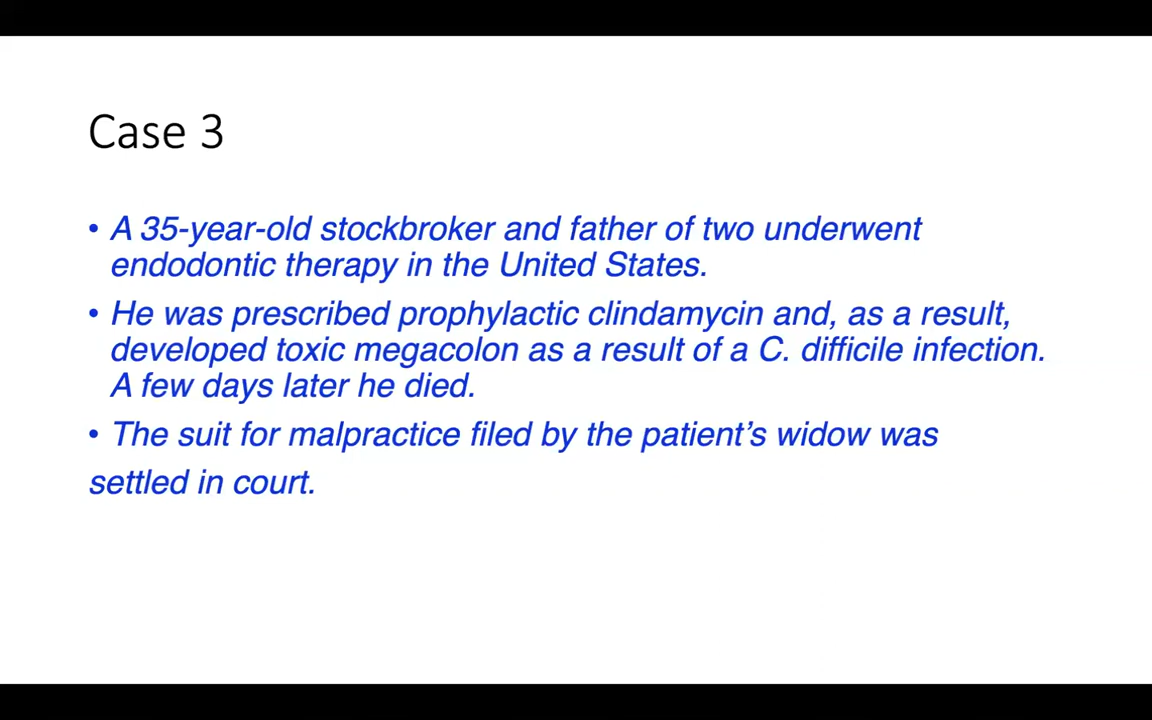 Case 3
• A 35-year-old stockbroker and father of two underwent
endodontic therapy in the United States.
• He was prescribed prophylactic clindamycin and, as a result,
developed toxic megacolon as a result of a C. difficile infection.
A few days later he died.
• The suit for malpractice filed by the patient’s widow was
settled in court.